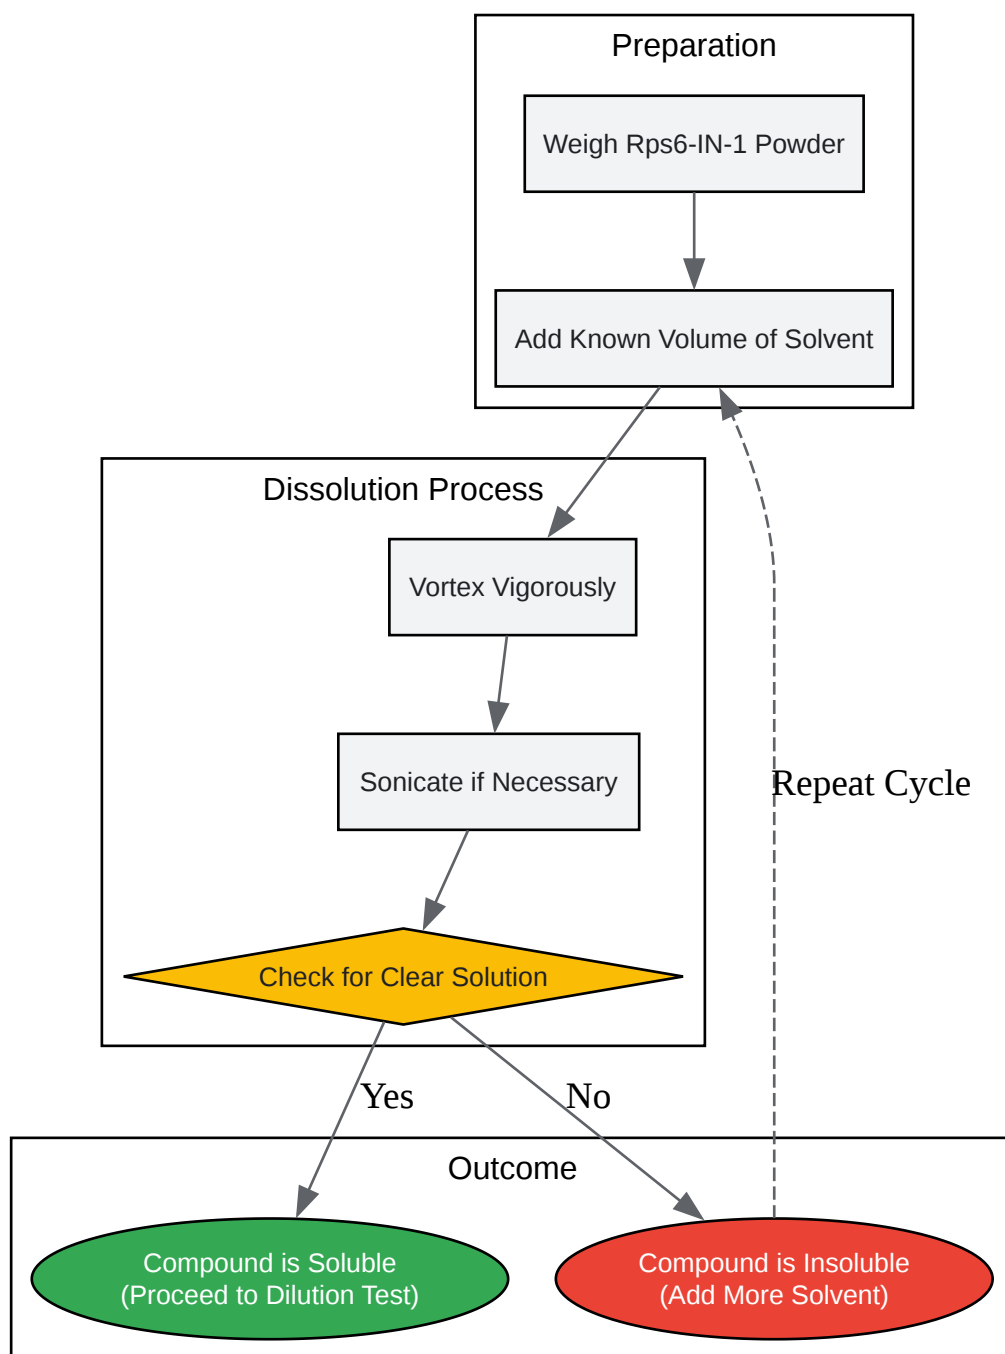 Preparation
Weigh Rps6-IN-1 Powder
Add Known Volume of Solvent
Dissolution Process
Vortex Vigorously
Sonicate if Necessary
Repeat Cycle
Check for Clear Solution
Yes
No
Outcome
Compound is Soluble
(Proceed to Dilution Test)
Compound is Insoluble
(Add More Solvent)